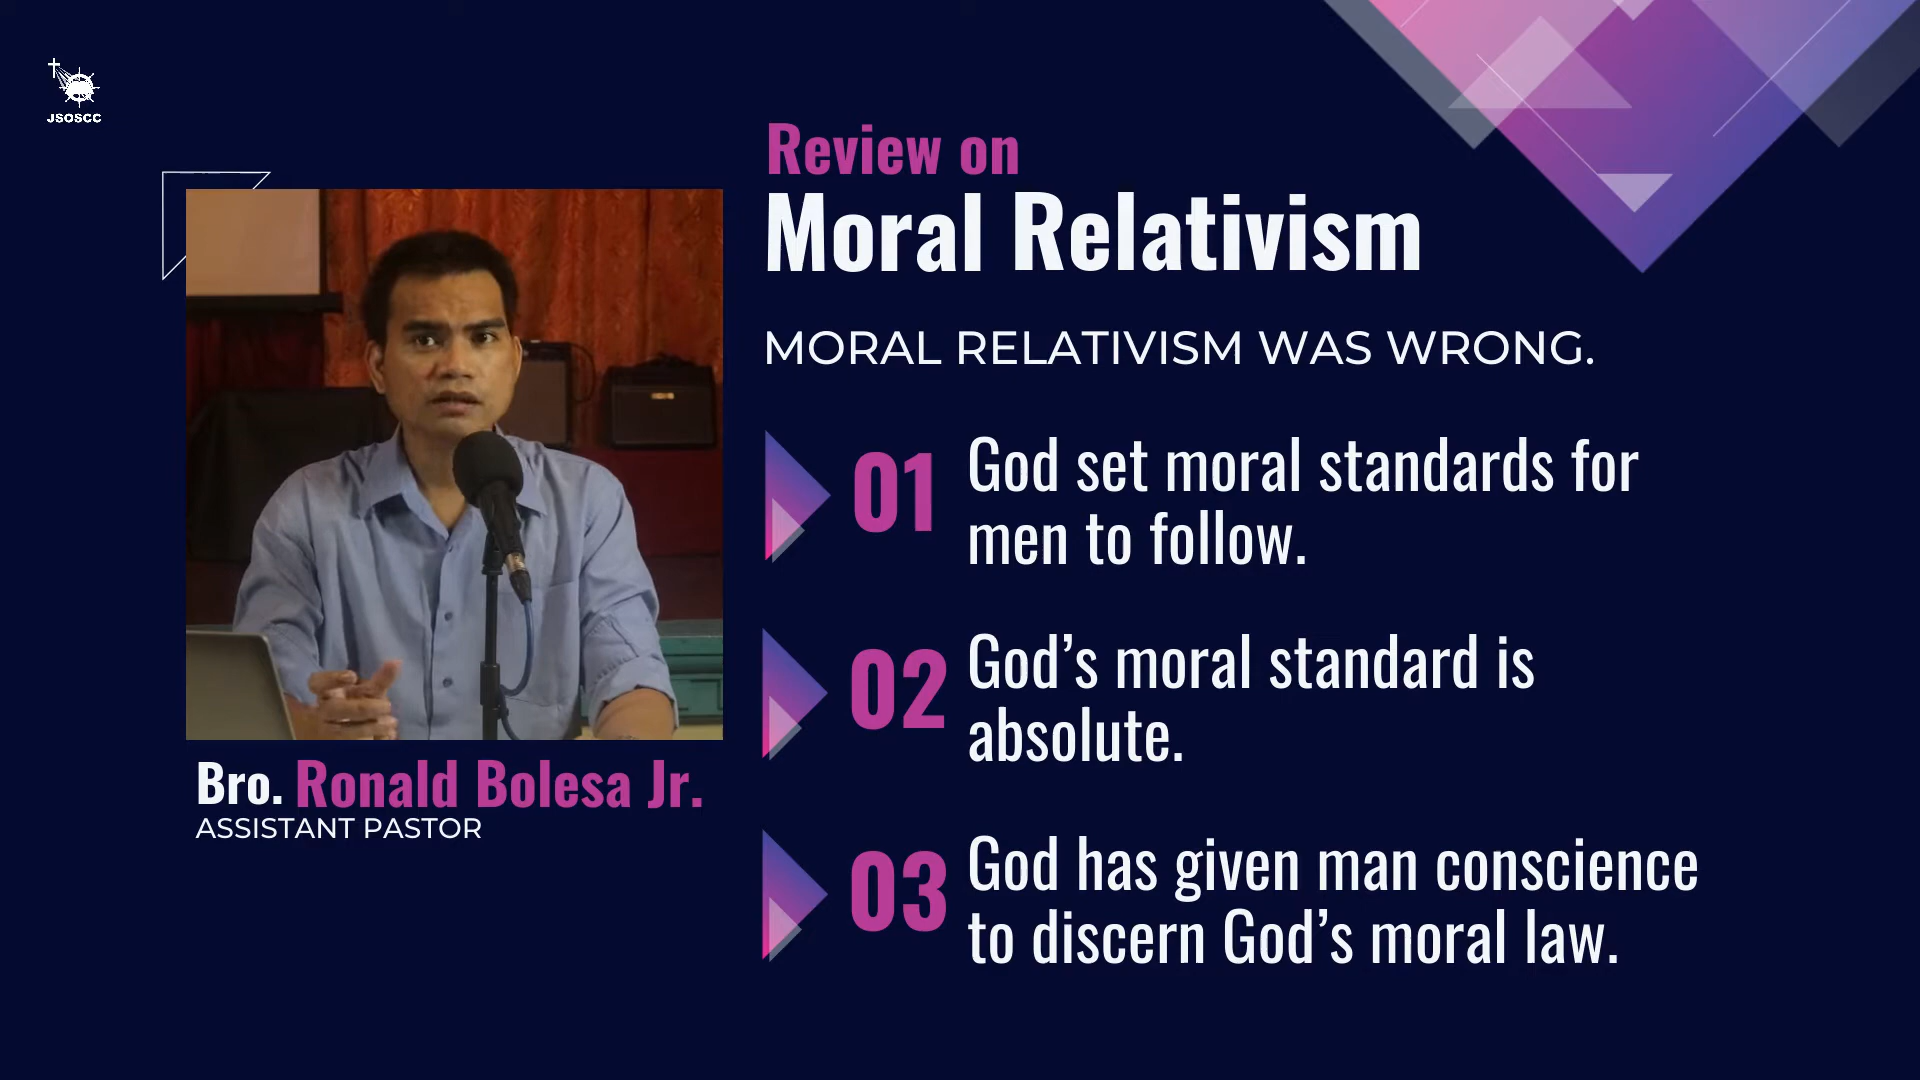 JSOSCC
Review on
Moral Relativism
MORAL RELATIVISM WAS WRONG.
01 God set moral standards for
men to follow.
02 God’s moral standard is
absolute.
03 God has given man conscience
to discern God’s moral law.
Bro. Ronald Bolesa Jr.
ASSISTANT PASTOR